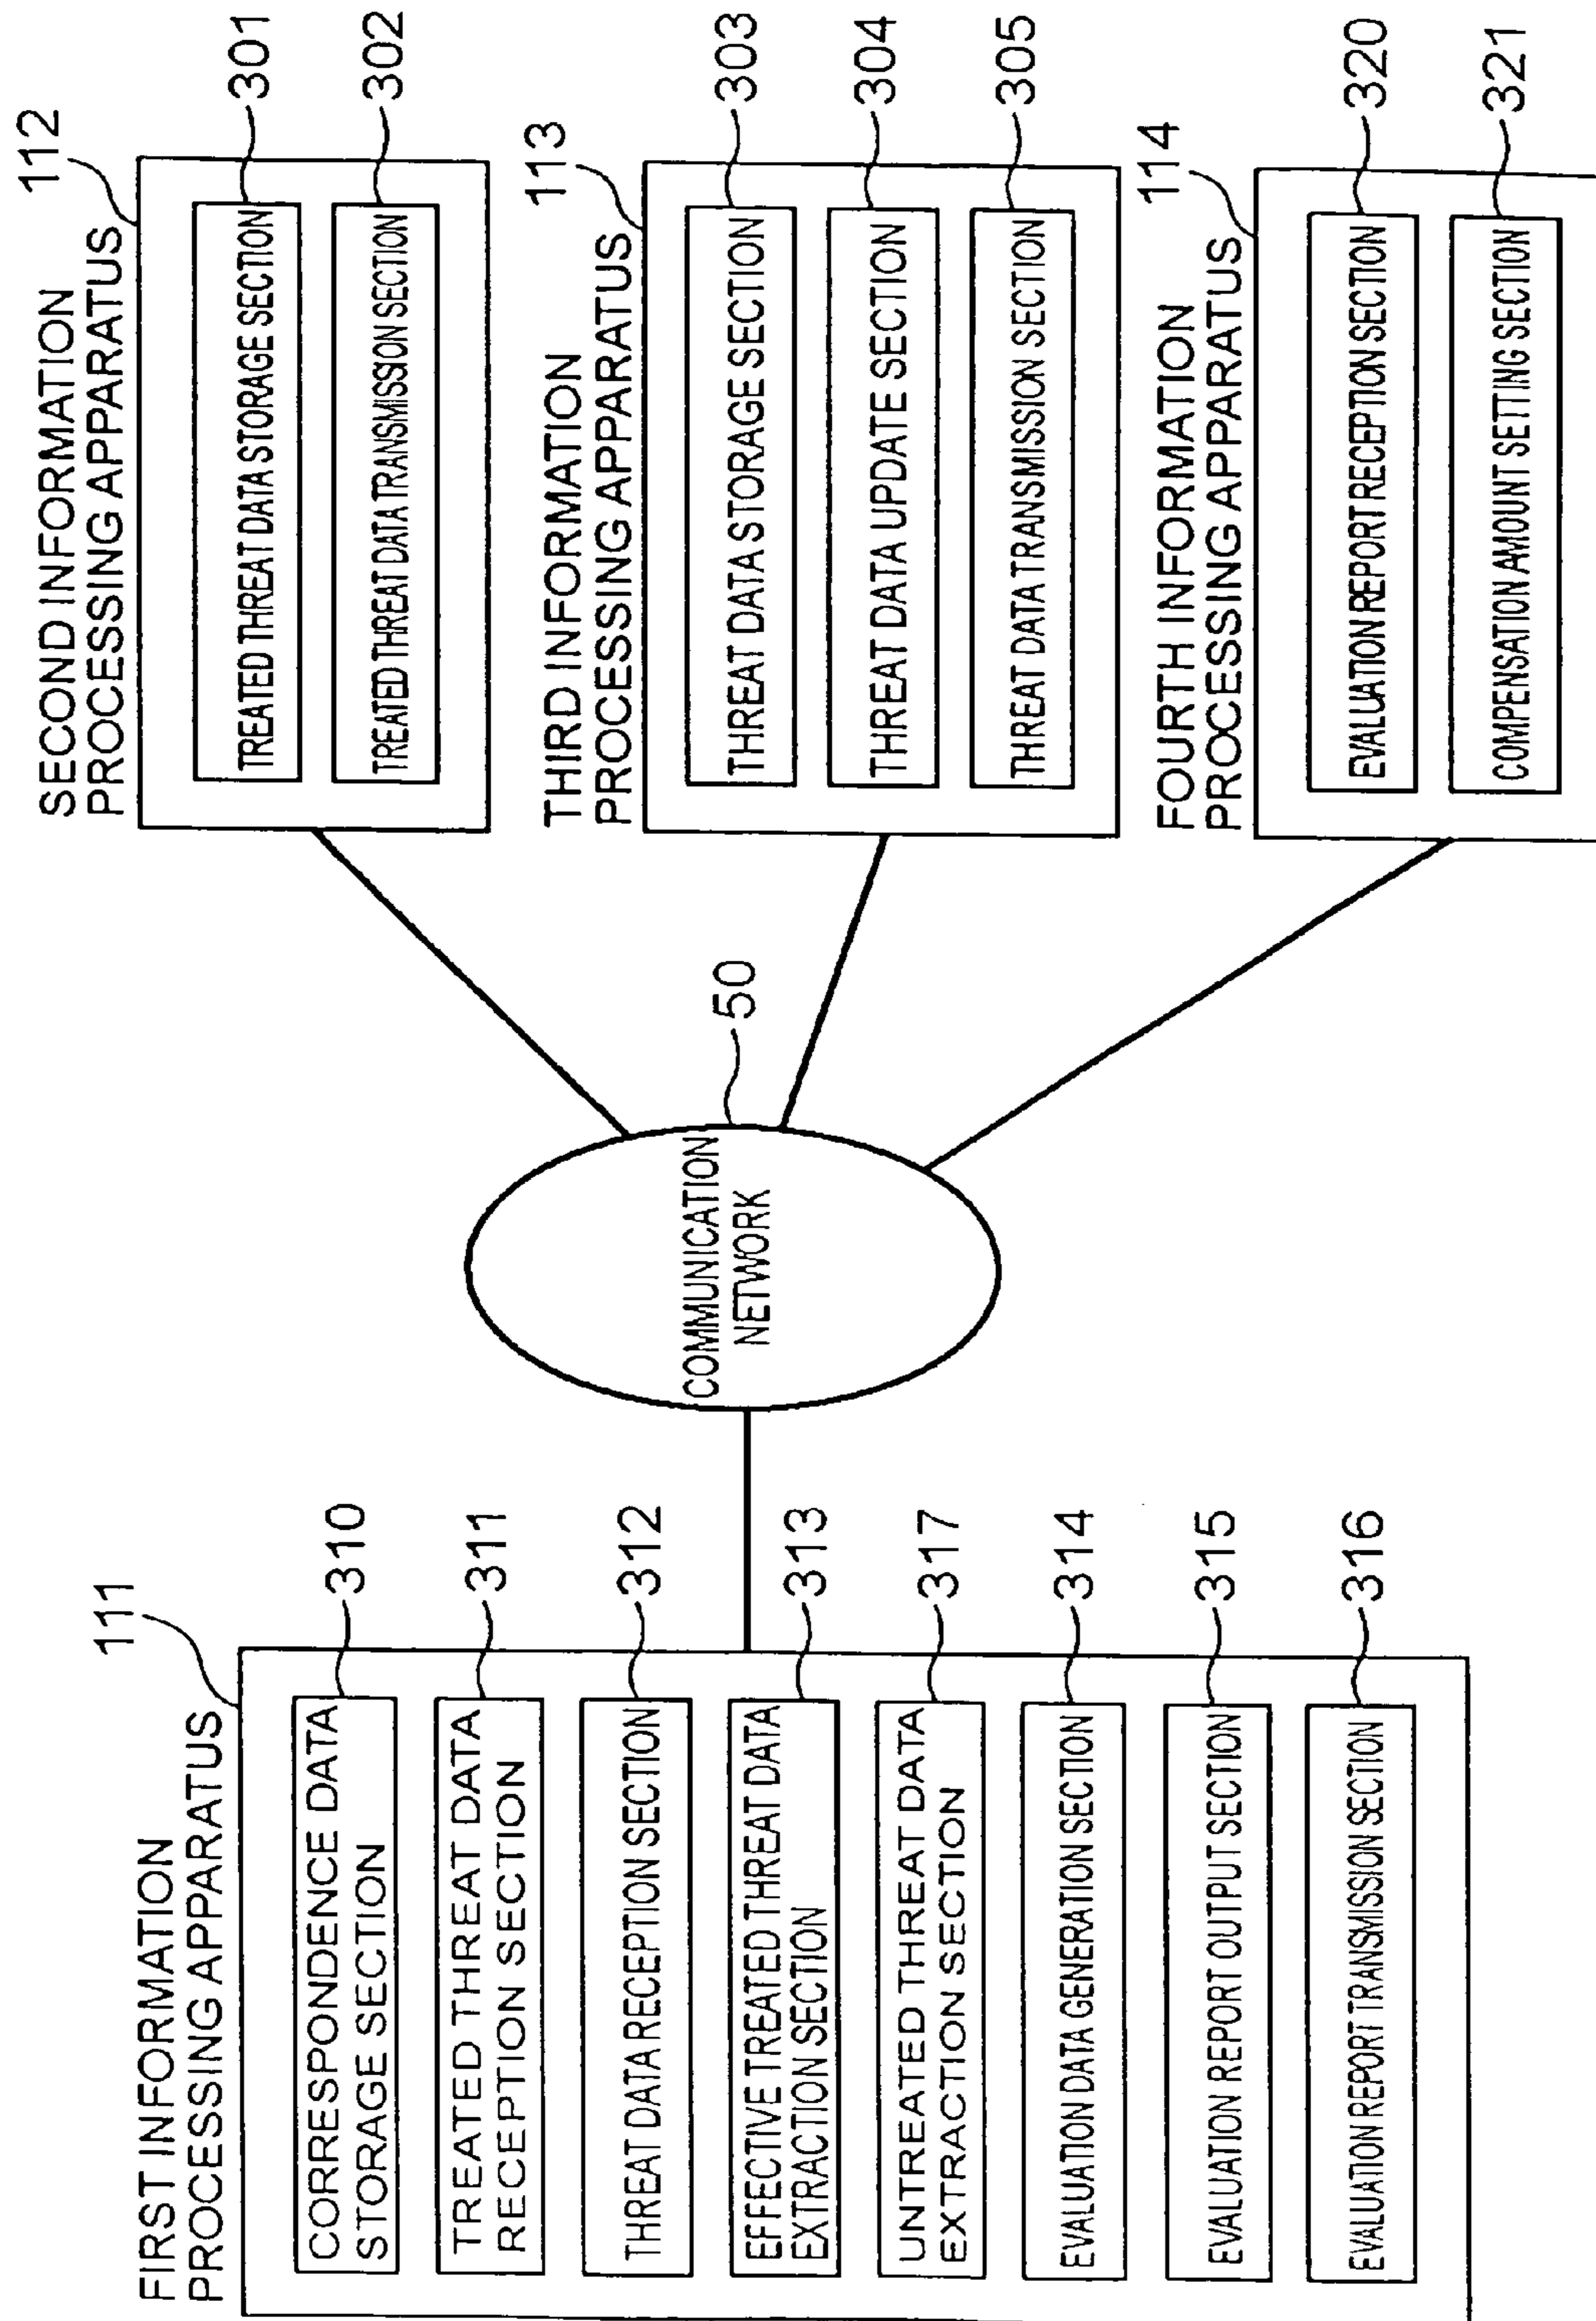 FIRST INFORMATION
PROCESSING APPARATUS
111
CORRESPONDENCE DATA
STORAGE SECTION
310
TREATED THREAT DATA
RECEPTION SECTION
311
THREAT DATA RECEPTION SECTION
312
EFFECTIVE TREATED THREAT DATA
EXTRACTION SECTION
313
UNTREATED THREAT DATA
EXTRACTION SECTION
317
EVALUATION DATA GENERATION SECTION
314
EVALUATION REPORT OUTPUT SECTION
315
EVALUATION REPORT TRANSMISSION SECTION
316
COMMUNICATION
NETWORK
50
SECOND INFORMATION
PROCESSING APPARATUS
112
TREATED THREAT DATA STORAGE SECTION
301
TREATED THREAT DATA TRANSMISSION SECTION
302
THIRD INFORMATION
PROCESSING APPARATUS
113
THREAT DATA STORAGE SECTION
303
THREAT DATA UPDATE SECTION
304
THREAT DATA TRANSMISSION SECTION
305
FOURTH INFORMATION
PROCESSING APPARATUS
114
EVALUATION REPORT RECEPTION SECTION
320
COMPENSATION AMOUNT SETTING SECTION
321